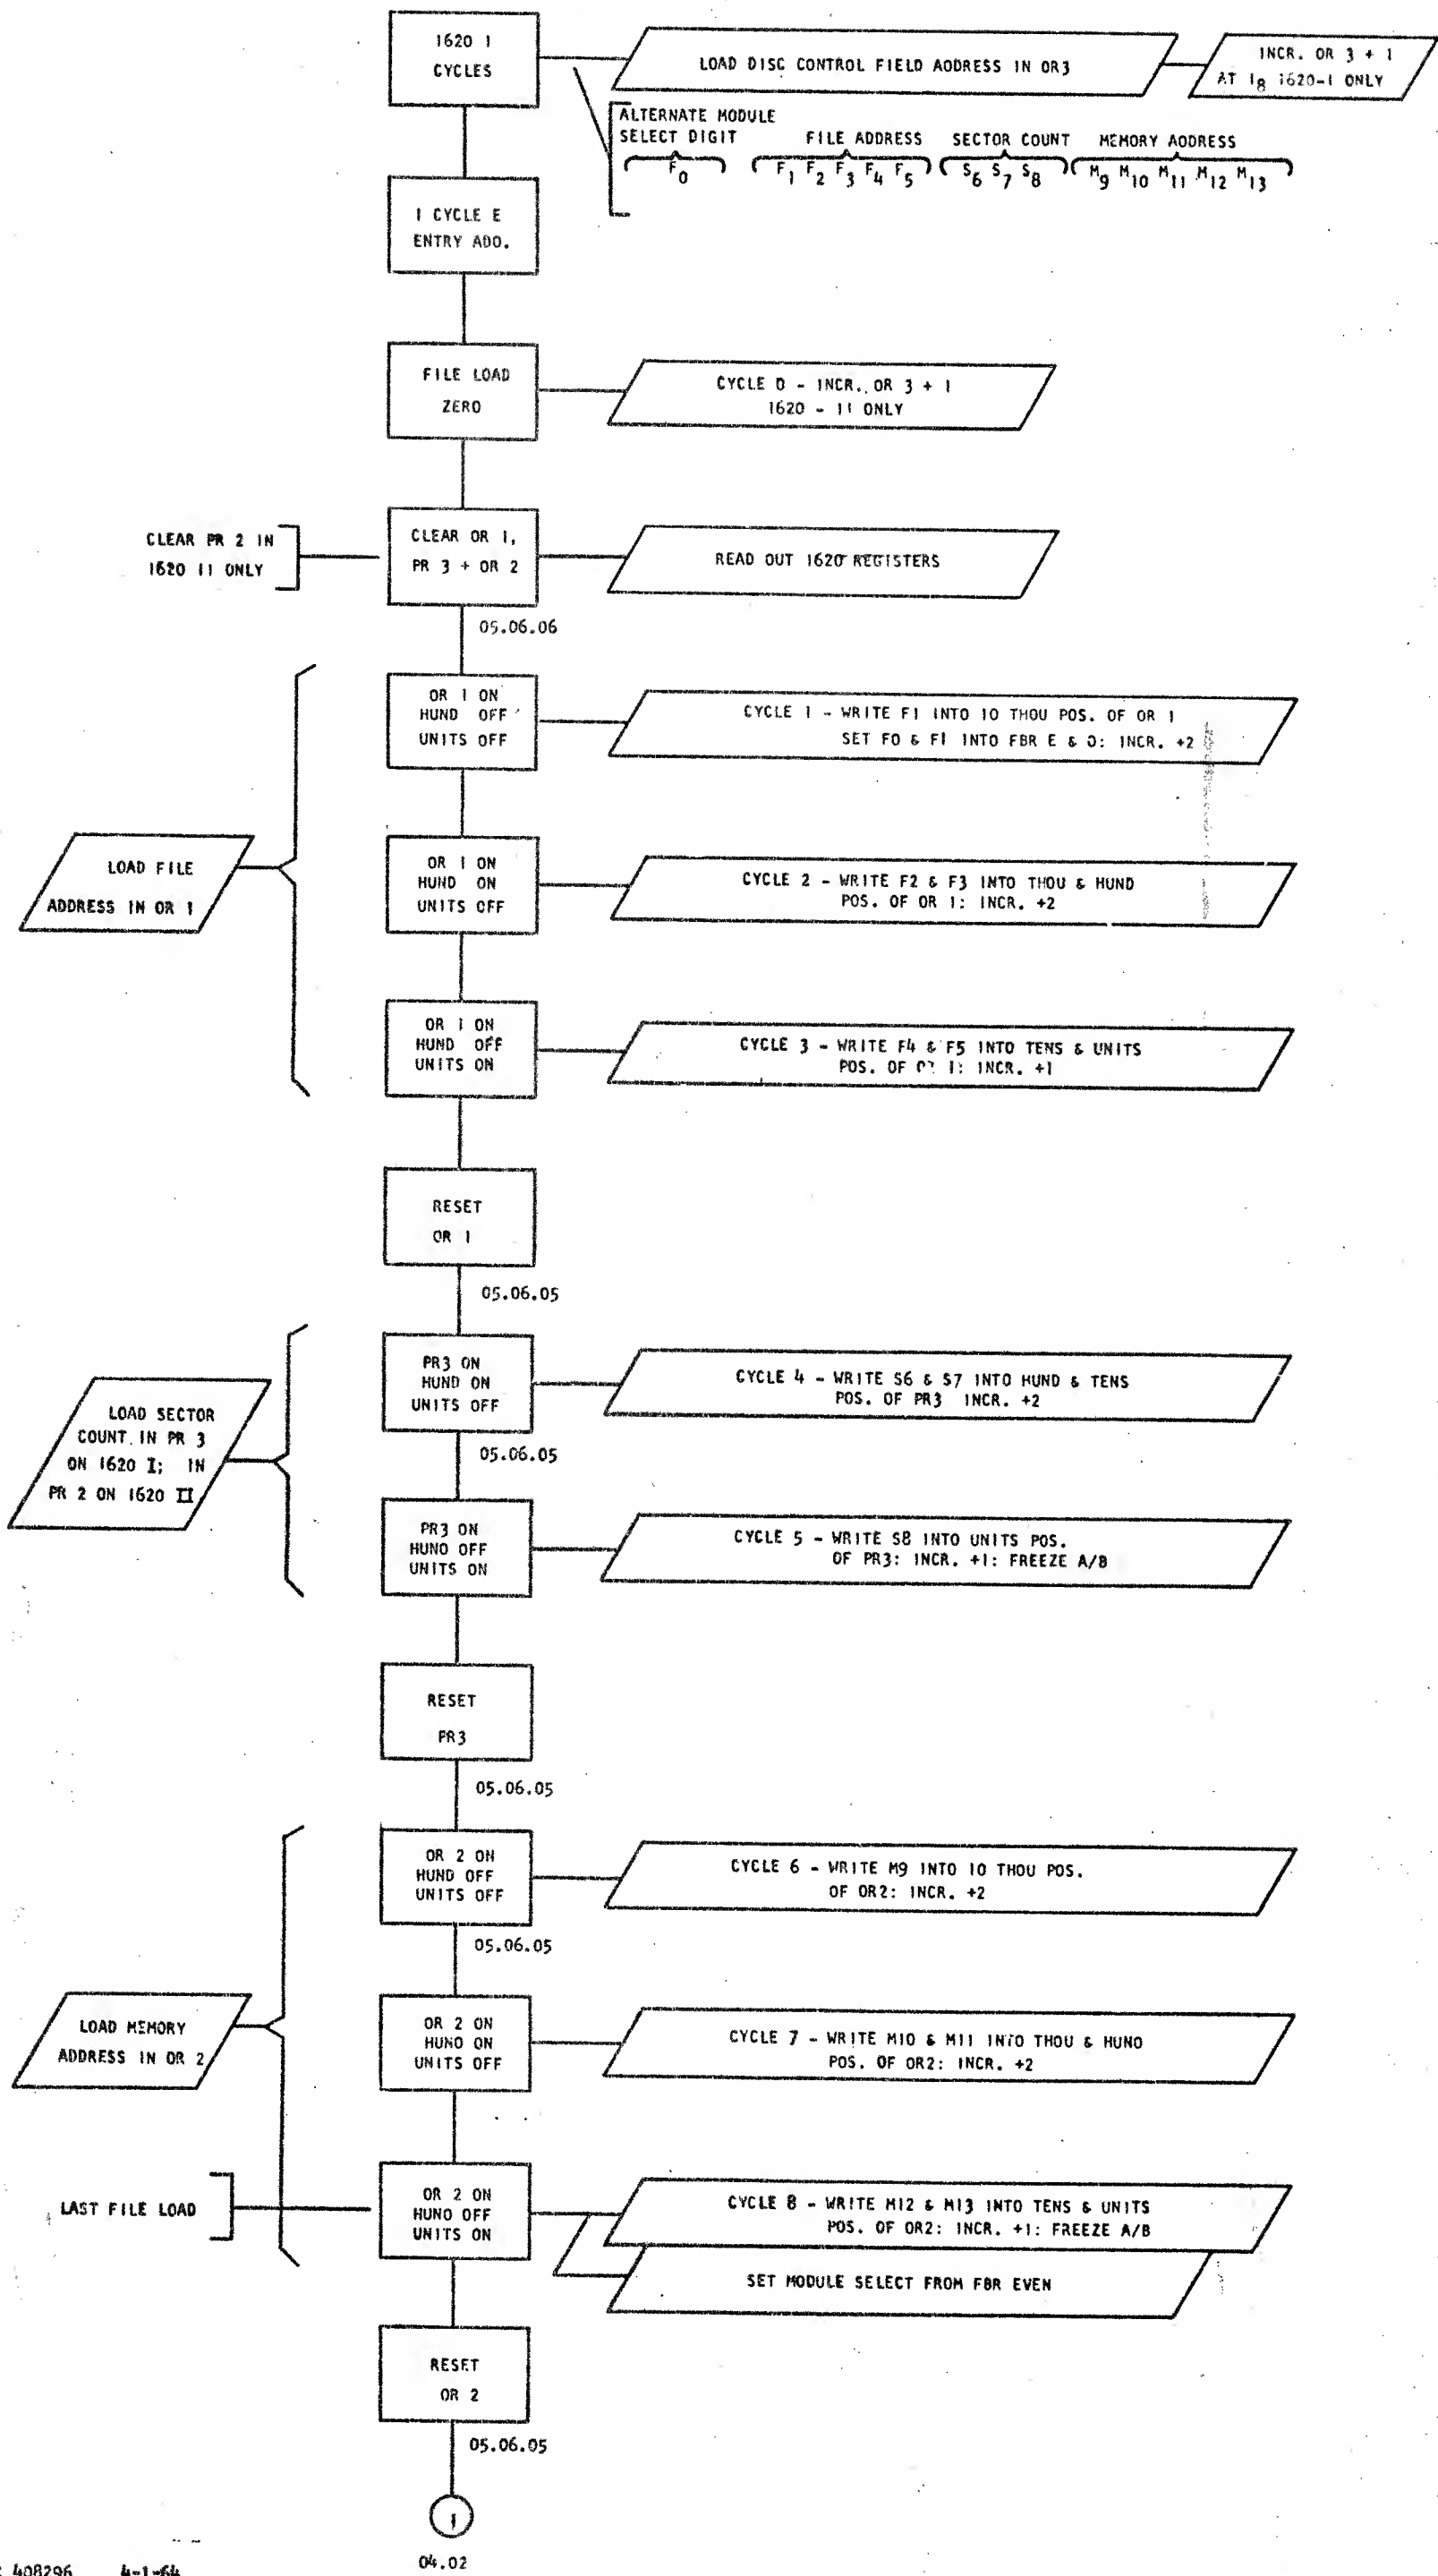 1620 I
CYCLES
LOAD DISC CONTROL FIELD ADDRESS IN OR3
INCR. OR 3 + 1
AT I8 1620-1 ONLY
ALTERNATE MODULE
SELECT DIGIT
FILE ADDRESS
SECTOR COUNT
MEMORY ADDRESS
F0
F1 F2 F3 F4 F5
S6 S7 S8
M9 M10 M11 M12 M13
I CYCLE E
ENTRY ADD.
FILE LOAD
ZERO
CYCLE 0 - INCR. OR 3 + 1
1620 - 11 ONLY
CLEAR PR 2 IN
1620 11 ONLY
CLEAR OR 1,
PR 3 + OR 2
READ OUT 1620 REGISTERS
05.06.06
OR 1 ON
HUND OFF
UNITS OFF
CYCLE 1 - WRITE F1 INTO 10 THOU POS. OF OR 1
SET F0 & F1 INTO FBR E & O: INCR. +2
LOAD FILE
ADDRESS IN OR 1
OR 1 ON
HUND ON
UNITS OFF
CYCLE 2 - WRITE F2 & F3 INTO THOU & HUND
POS. OF OR 1: INCR. +2
OR 1 ON
HUND OFF
UNITS ON
CYCLE 3 - WRITE F4 & F5 INTO TENS & UNITS
POS. OF OR 1: INCR. +1
RESET
OR 1
05.06.05
LOAD SECTOR
COUNT. IN PR 3
ON 1620 I; IN
PR 2 ON 1620 II
PR3 ON
HUND ON
UNITS OFF
CYCLE 4 - WRITE S6 & S7 INTO HUND & TENS
POS. OF PR3 INCR. +2
05.06.05
PR3 ON
HUND OFF
UNITS ON
CYCLE 5 - WRITE S8 INTO UNITS POS.
OF PR3: INCR. +1: FREEZE A/B
RESET
PR3
05.06.05
OR 2 ON
HUND OFF
UNITS OFF
CYCLE 6 - WRITE M9 INTO 10 THOU POS.
OF OR2: INCR. +2
05.06.05
LOAD MEMORY
ADDRESS IN OR 2
OR 2 ON
HUND ON
UNITS OFF
CYCLE 7 - WRITE M10 & M11 INTO THOU & HUND
POS. OF OR2: INCR. +2
LAST FILE LOAD
OR 2 ON
HUND OFF
UNITS ON
CYCLE 8 - WRITE M12 & M13 INTO TENS & UNITS
POS. OF OR2: INCR. +1: FREEZE A/B
SET MODULE SELECT FROM FBR EVEN
RESET
OR 2
05.06.05
1
04.02
408296 4-1-64